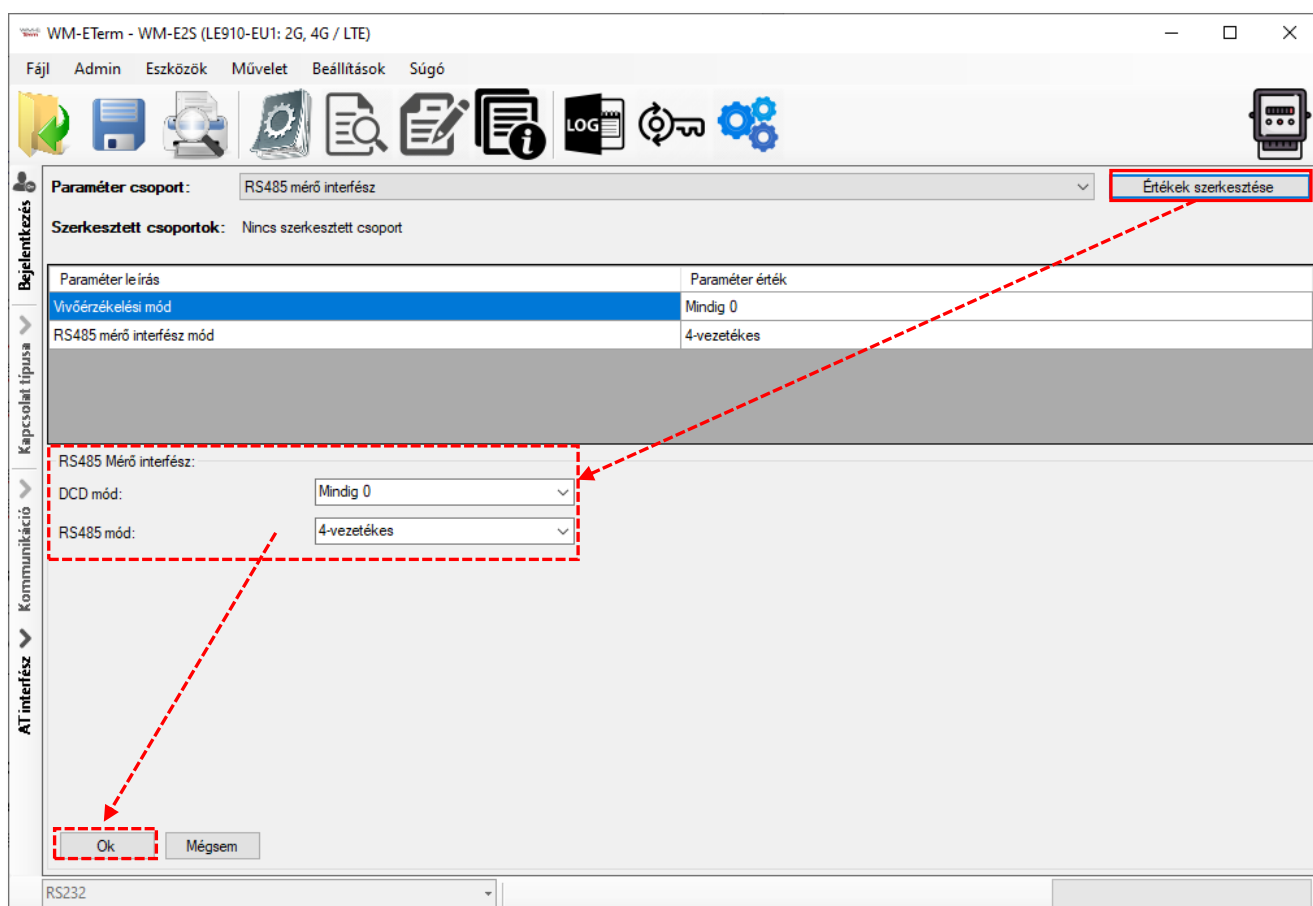 WM-ETerm - WM-E2S (LE910-EU1: 2G, 4G / LTE)
Fájl Admin Eszközök Művelet Beállítások Súgó
LOG
Paraméter csoport: RS485 mérő interfész Értékek szerkesztése
Szerkesztett csoportok: Nincs szerkesztett csoport
Bejelentkezés
Kapcsolat típusa
Kommunikáció
AT interfész
Paraméter leírás Paraméter érték
Vivőérzékelési mód Mindig 0
RS485 mérő interfész mód 4-vezetékes
RS485 Mérő interfész:
DCD mód: Mindig 0
RS485 mód: 4-vezetékes
Ok Mégsem
RS232